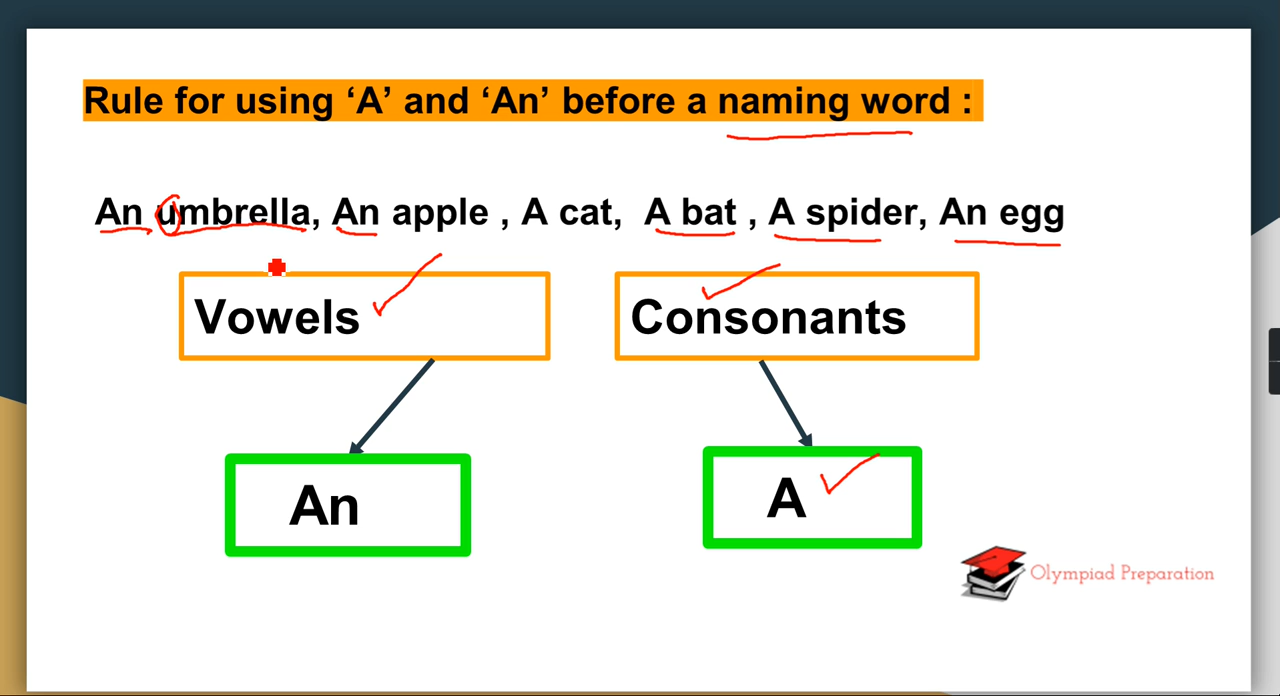 Rule for using ‘A’ and ‘An’ before a naming word :
An umbrella, An apple , A cat,  A bat , A spider, An egg
Vowels
Consonants
An
A
Olympiad Preparation